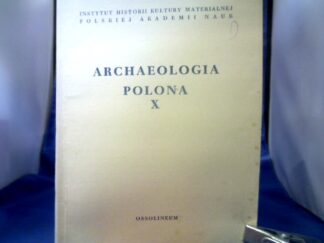 INSTYTUT HISTORII KULTURY MATERIALNEJ
POLSKIEJ AKADEMII NAUK
ARCHAEOLOGIA
POLONA
X
OSSOLINEUM